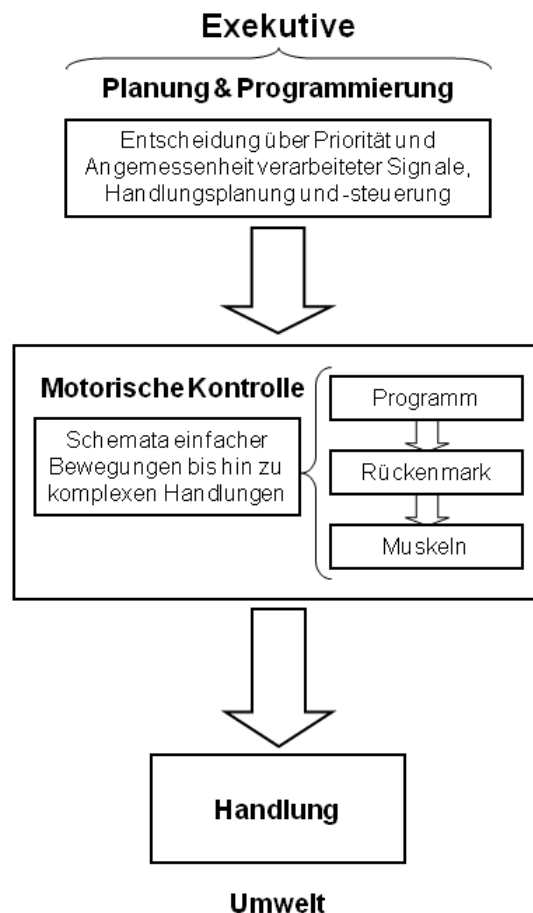 Exekutive
Planung & Programmierung
Entscheidung über Priorität und
Angemessenheit verarbeiteter Signale,
Handlungsplanung und -steuerung
Motorische Kontrolle
Schemata einfacher
Bewegungen bis hin zu
komplexen Handlungen
Programm
Rückenmark
Muskeln
Handlung
Umwelt